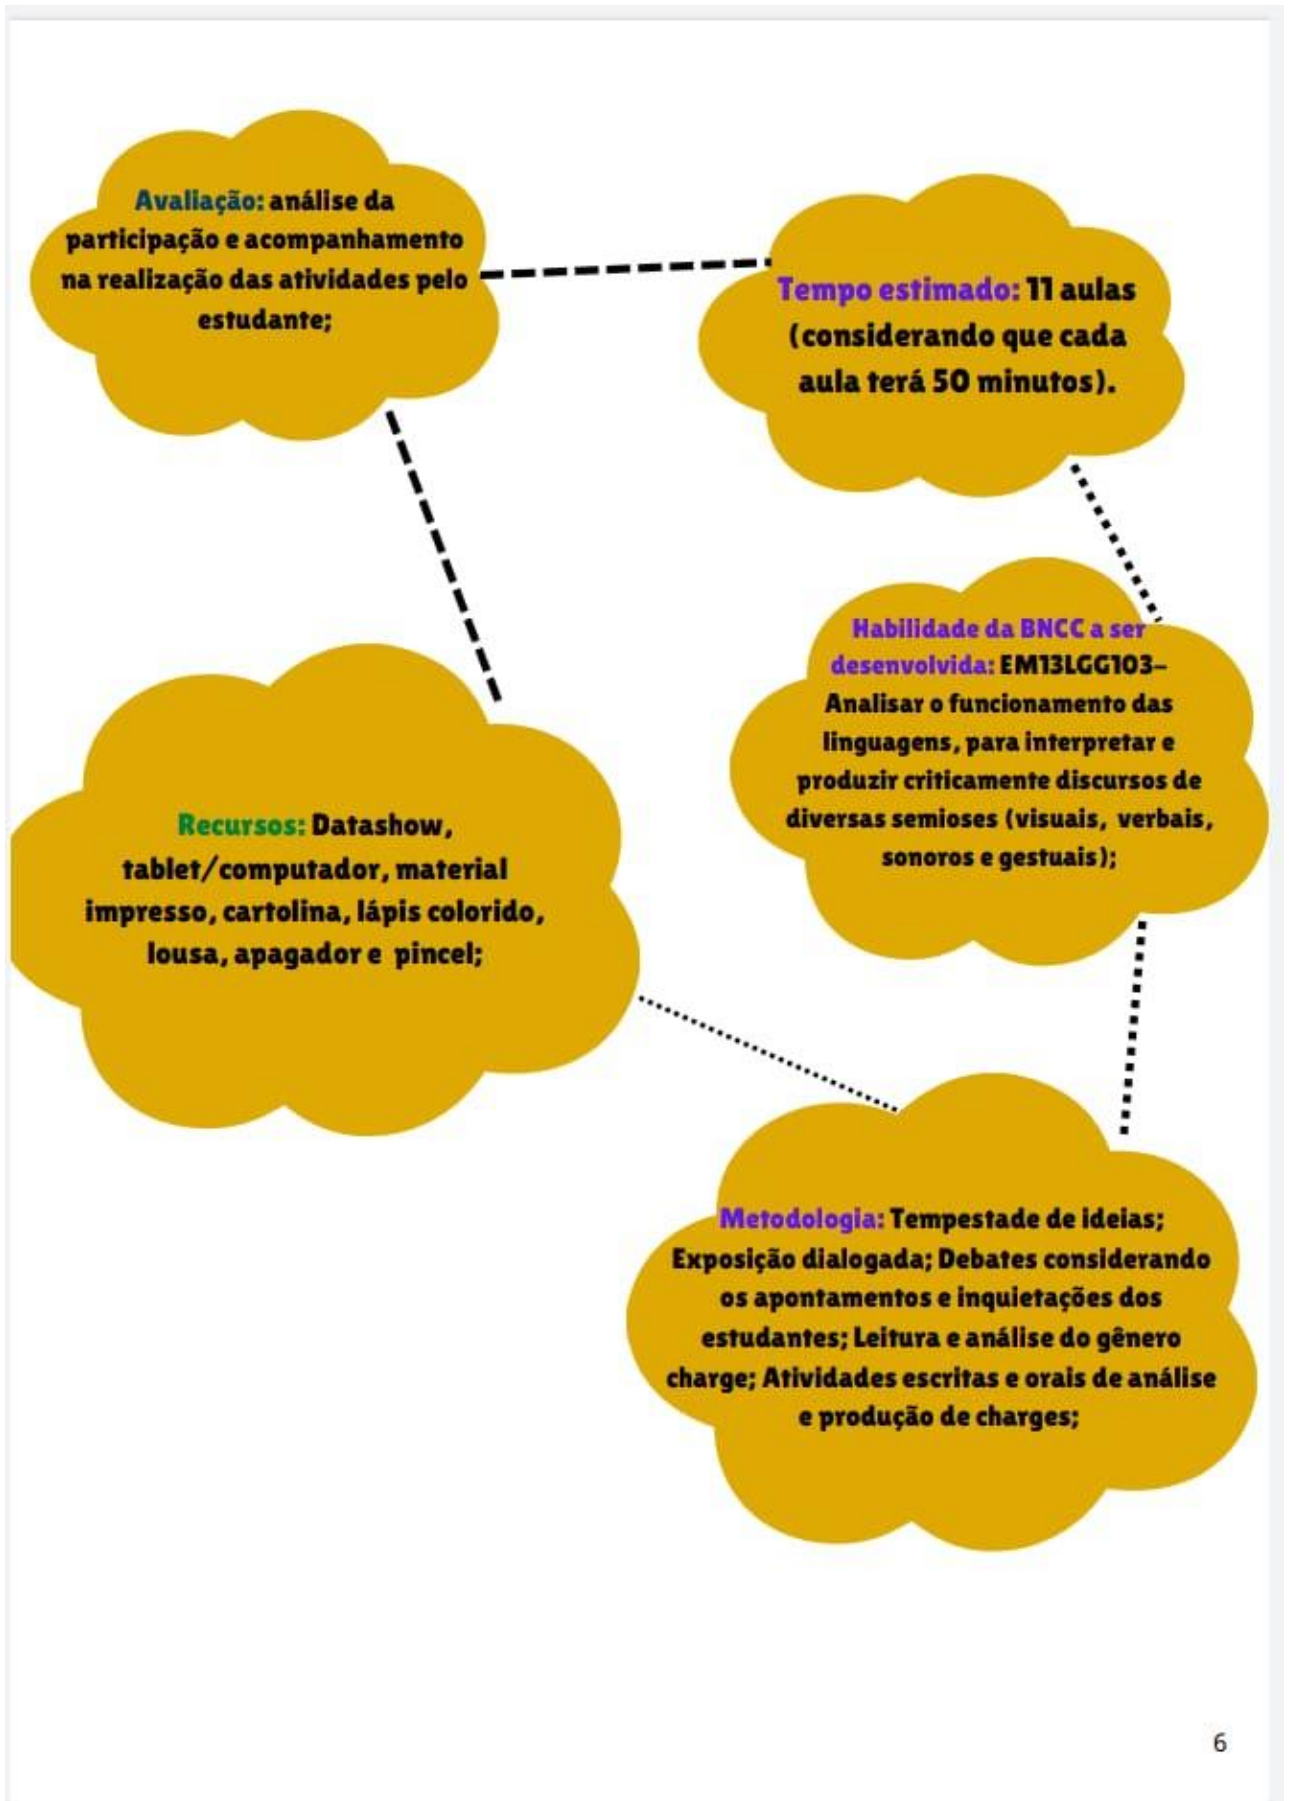 Avaliação: análise da
participação e acompanhamento
na realização das atividades pelo
estudante;
Tempo estimado: 11 aulas
(considerando que cada
aula terá 50 minutos).
Habilidade da BNCC a ser
desenvolvida: EM13LGG103–
Analisar o funcionamento das
linguagens, para interpretar e
produzir criticamente discursos de
diversas semioses (visuais, verbais,
sonoros e gestuais);
Recursos: Datashow,
tablet/computador, material
impresso, cartolina, lápis colorido,
lousa, apagador e pincel;
Metodologia: Tempestade de ideias;
Exposição dialogada; Debates considerando
os apontamentos e inquietações dos
estudantes; Leitura e análise do gênero
charge; Atividades escritas e orais de análise
e produção de charges;
6